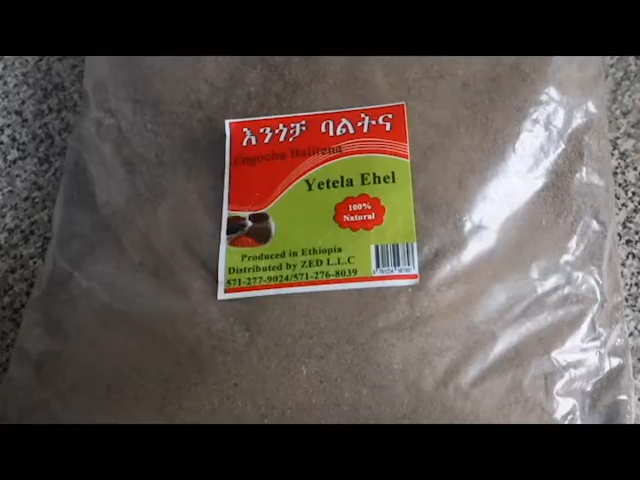 እንጎቻ ባልትና
Engocha Baltena
Yetela Ehel
100%
Natural
Produced in Ethiopia
Distributed by ZED L.L.C
571-277-9024/571-276-8039